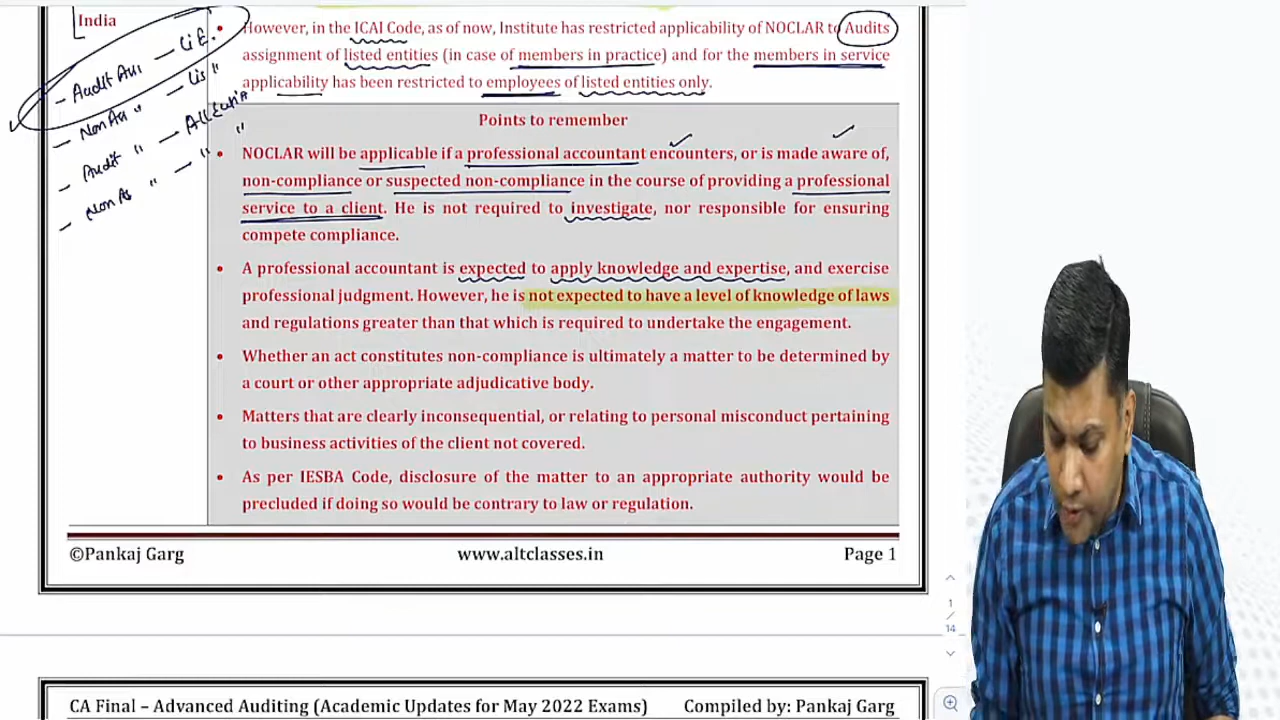 India
• However, in the ICAI Code, as of now, Institute has restricted applicability of NOCLAR to Audits
assignment of listed entities (in case of members in practice) and for the members in service
applicability has been restricted to employees of listed entities only.
Points to remember
• NOCLAR will be applicable if a professional accountant encounters, or is made aware of,
non-compliance or suspected non-compliance in the course of providing a professional
service to a client. He is not required to investigate, nor responsible for ensuring
compete compliance.
• A professional accountant is expected to apply knowledge and expertise, and exercise
professional judgment. However, he is not expected to have a level of knowledge of laws
and regulations greater than that which is required to undertake the engagement.
• Whether an act constitutes non-compliance is ultimately a matter to be determined by
a court or other appropriate adjudicative body.
• Matters that are clearly inconsequential, or relating to personal misconduct pertaining
to business activities of the client not covered.
• As per IESBA Code, disclosure of the matter to an appropriate authority would be
precluded if doing so would be contrary to law or regulation.
©Pankaj Garg www.altclasses.in Page 1
1
/
14
CA Final – Advanced Auditing (Academic Updates for May 2022 Exams) Compiled by: Pankaj Garg